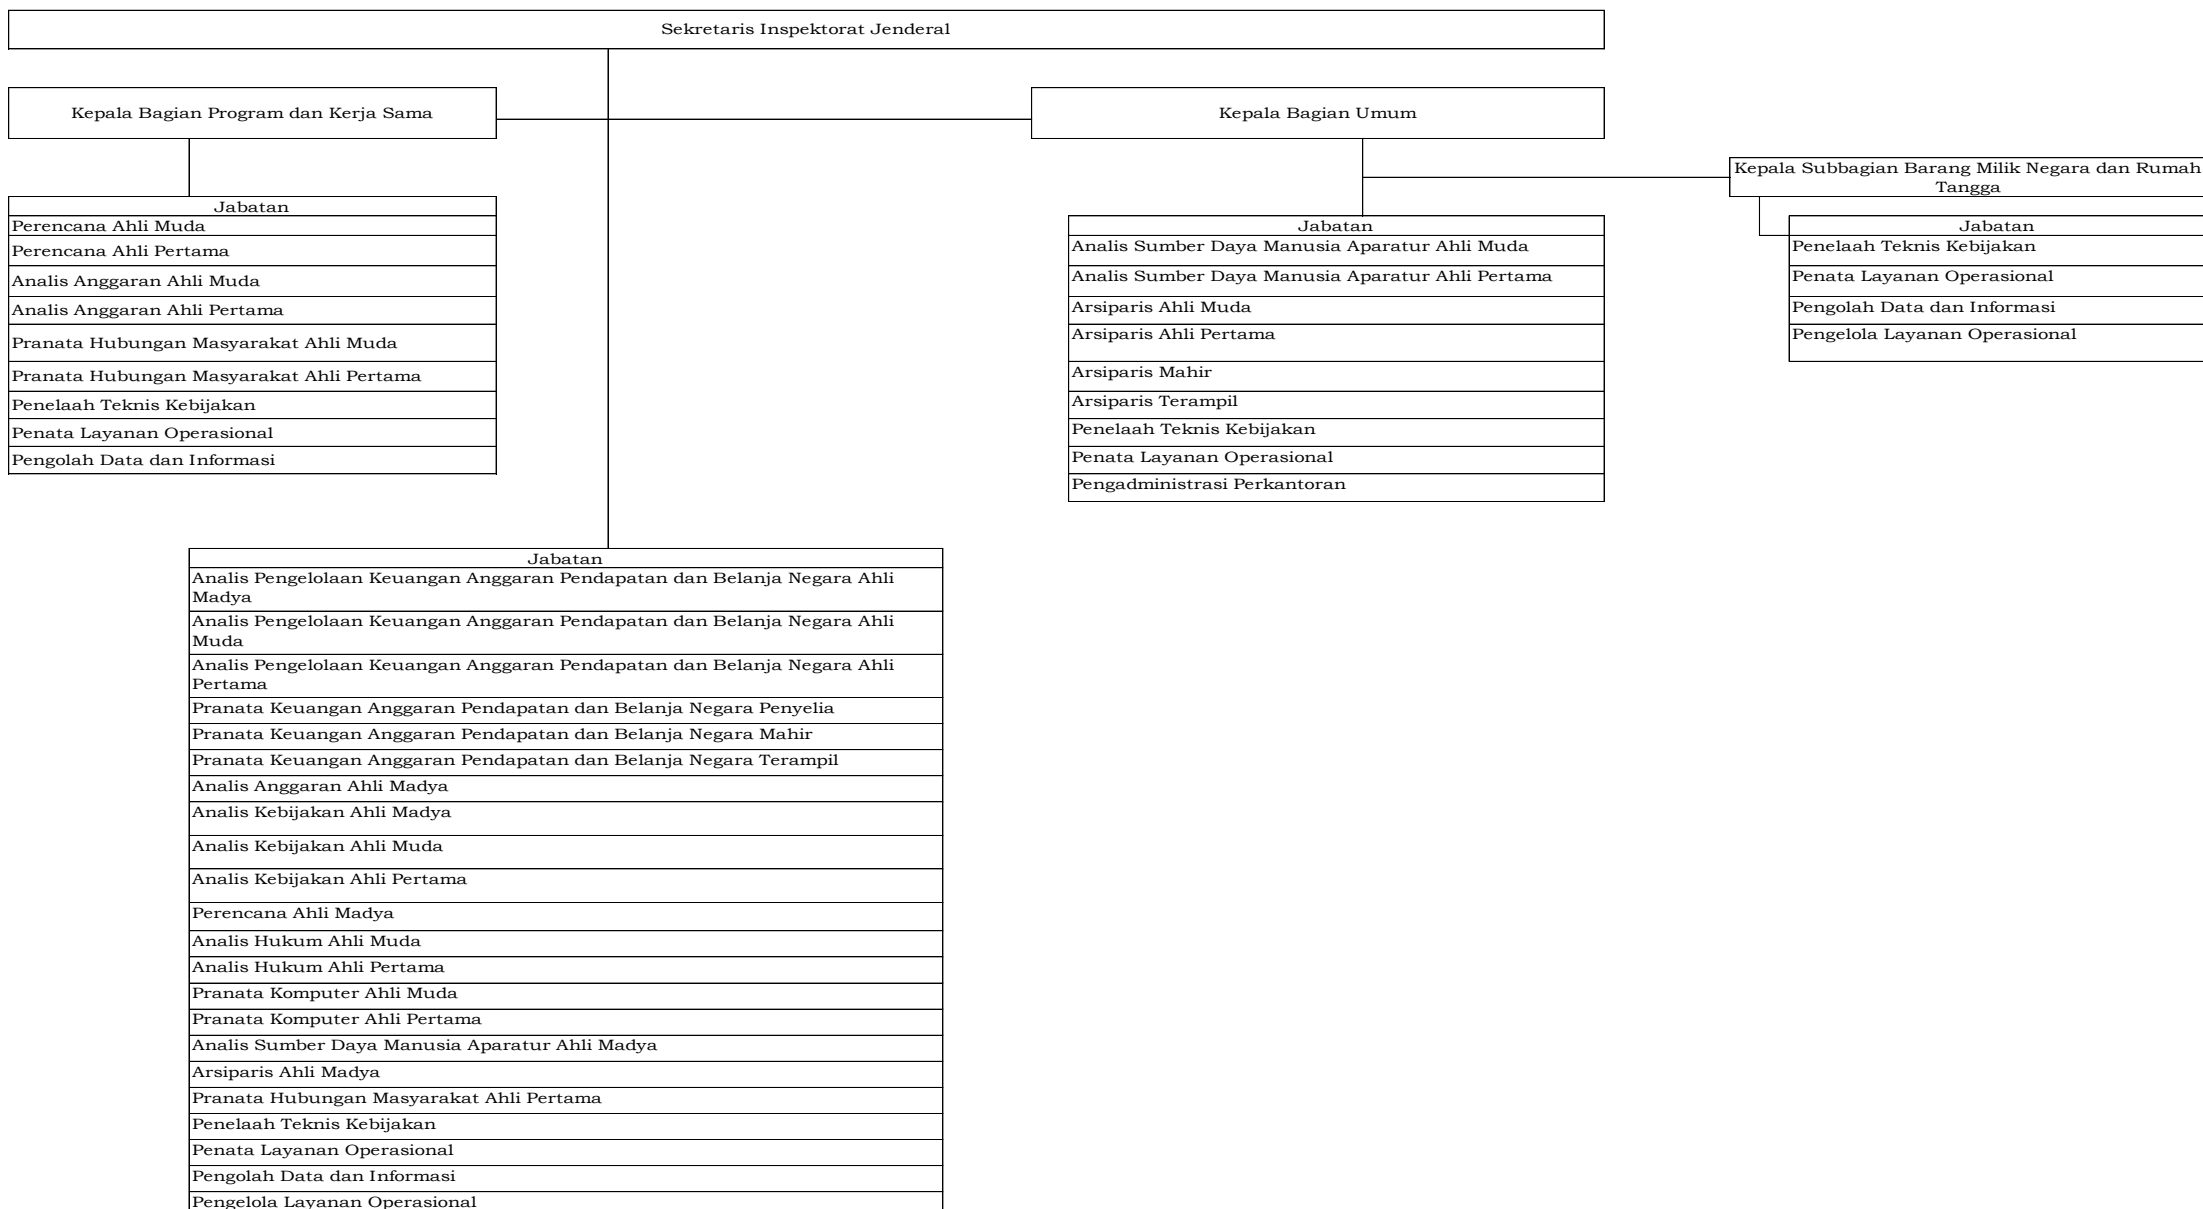 Sekretaris Inspektorat Jenderal
Kepala Bagian Program dan Kerja Sama
Kepala Bagian Umum
Kepala Subbagian Barang Milik Negara dan Rumah
Tangga
Jabatan
Perencana Ahli Muda
Perencana Ahli Pertama
Analis Anggaran Ahli Muda
Analis Anggaran Ahli Pertama
Pranata Hubungan Masyarakat Ahli Muda
Pranata Hubungan Masyarakat Ahli Pertama
Penelaah Teknis Kebijakan
Penata Layanan Operasional
Pengolah Data dan Informasi
Jabatan
Analis Sumber Daya Manusia Aparatur Ahli Muda
Analis Sumber Daya Manusia Aparatur Ahli Pertama
Arsiparis Ahli Muda
Arsiparis Ahli Pertama
Arsiparis Mahir
Arsiparis Terampil
Penelaah Teknis Kebijakan
Penata Layanan Operasional
Pengadministrasi Perkantoran
Jabatan
Penelaah Teknis Kebijakan
Penata Layanan Operasional
Pengolah Data dan Informasi
Pengelola Layanan Operasional
Jabatan
Analis Pengelolaan Keuangan Anggaran Pendapatan dan Belanja Negara Ahli
Madya
Analis Pengelolaan Keuangan Anggaran Pendapatan dan Belanja Negara Ahli
Muda
Analis Pengelolaan Keuangan Anggaran Pendapatan dan Belanja Negara Ahli
Pertama
Pranata Keuangan Anggaran Pendapatan dan Belanja Negara Penyelia
Pranata Keuangan Anggaran Pendapatan dan Belanja Negara Mahir
Pranata Keuangan Anggaran Pendapatan dan Belanja Negara Terampil
Analis Anggaran Ahli Madya
Analis Kebijakan Ahli Madya
Analis Kebijakan Ahli Muda
Analis Kebijakan Ahli Pertama
Perencana Ahli Madya
Analis Hukum Ahli Muda
Analis Hukum Ahli Pertama
Pranata Komputer Ahli Muda
Pranata Komputer Ahli Pertama
Analis Sumber Daya Manusia Aparatur Ahli Madya
Arsiparis Ahli Madya
Pranata Hubungan Masyarakat Ahli Pertama
Penelaah Teknis Kebijakan
Penata Layanan Operasional
Pengolah Data dan Informasi
Pengelola Layanan Operasional